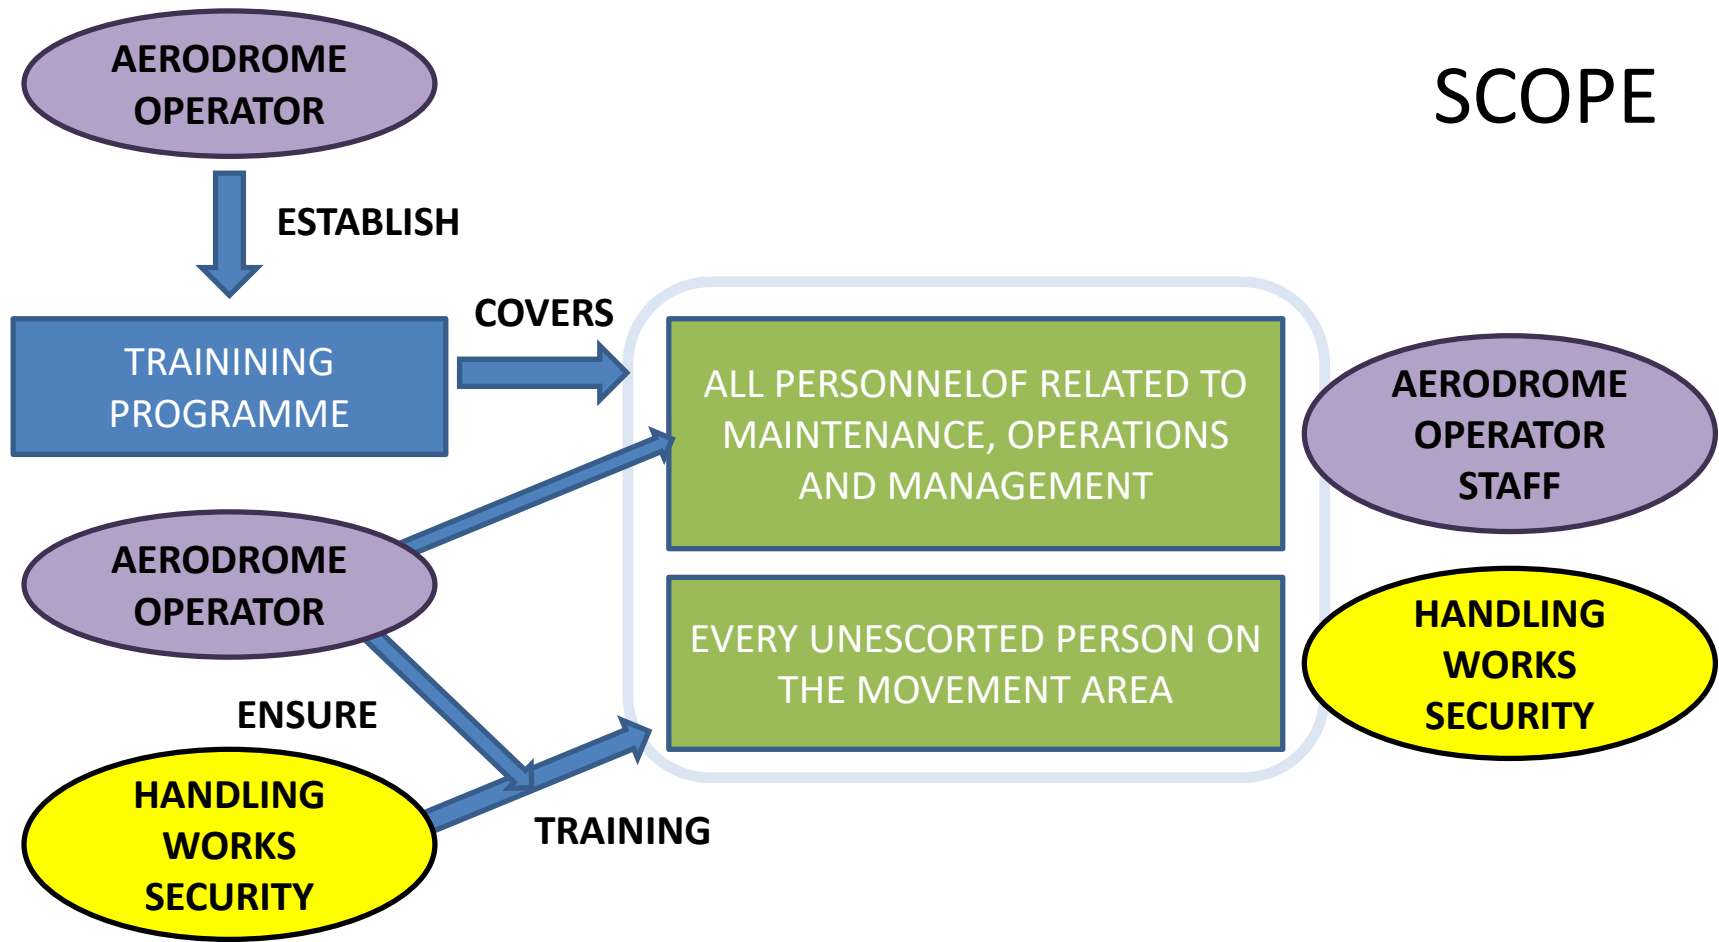 AERODROME
OPERATOR
SCOPE
ESTABLISH
COVERS
TRAINING
PROGRAMME
ALL PERSONNELOF RELATED TO
MAINTENANCE, OPERATIONS
AND MANAGEMENT
AERODROME
OPERATOR
STAFF
AERODROME
OPERATOR
EVERY UNESCORTED PERSON ON
THE MOVEMENT AREA
HANDLING
WORKS
SECURITY
ENSURE
HANDLING
WORKS
SECURITY
TRAINING